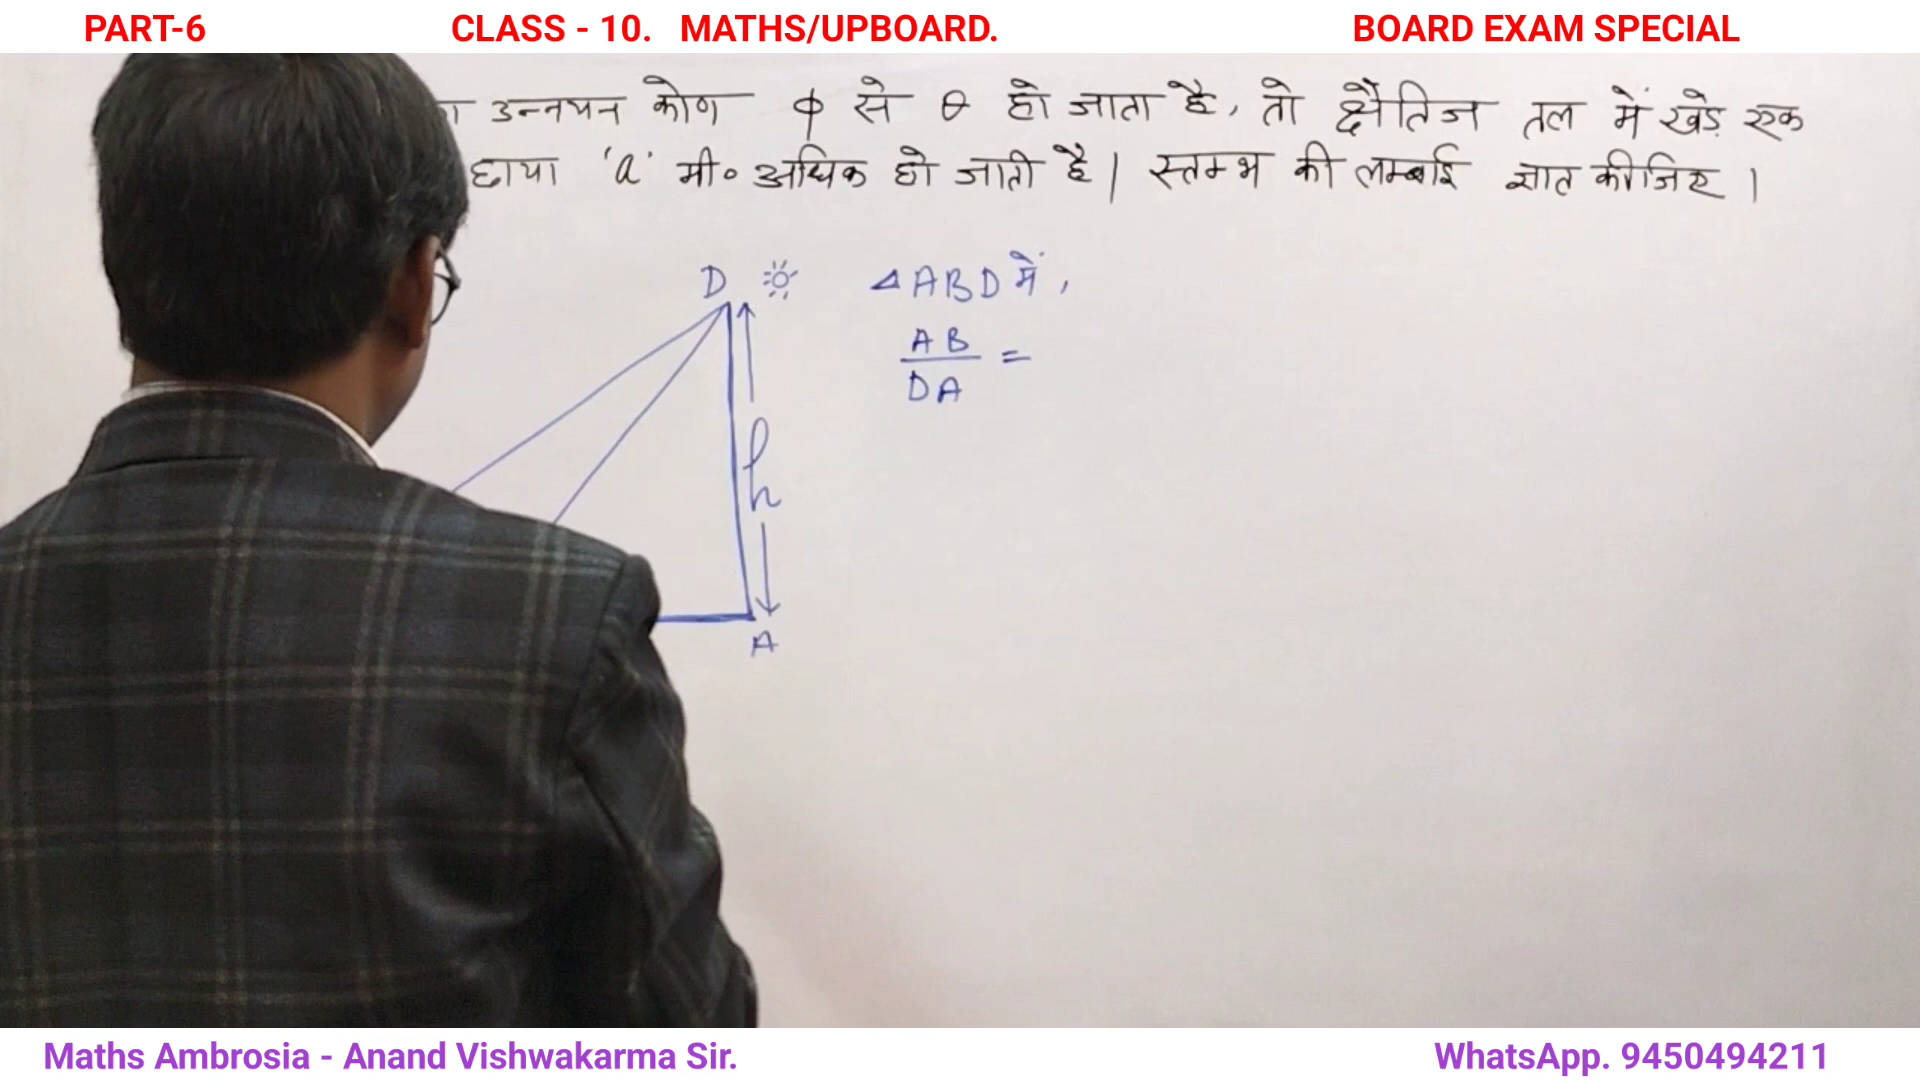 PART-6 CLASS - 10. MATHS/UPBOARD. BOARD EXAM SPECIAL
उन्नयन कोण ϕ से θ हो जाता है, तो क्षैतिज तल में खड़े एक
छाया 'a' मी० अधिक हो जाती है। स्तम्भ की लम्बाई ज्ञात कीजिए।
D
ΔABD में,
AB/DA =
h
A
Maths Ambrosia - Anand Vishwakarma Sir. WhatsApp. 9450494211